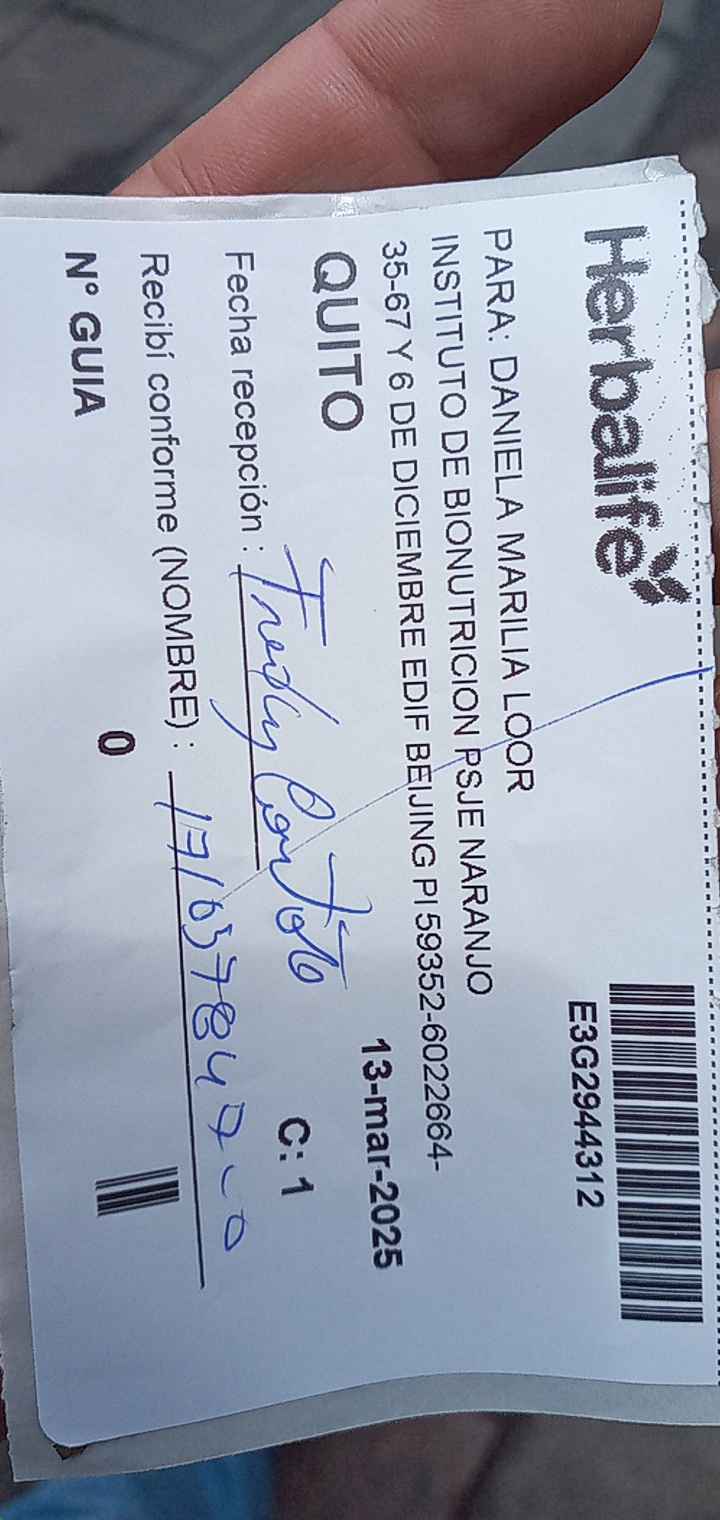 Herbalife
E3G2944312
PARA: DANIELA MARILIA LOOR
INSTITUTO DE BIONUTRICION PSJE NARANJO
35-67 Y 6 DE DICIEMBRE EDIF BEIJING PI 59352-6022664-
QUITO
13-mar-2025
Fecha recepción :
C: 1
Recibí conforme (NOMBRE) :
Nº GUIA
0